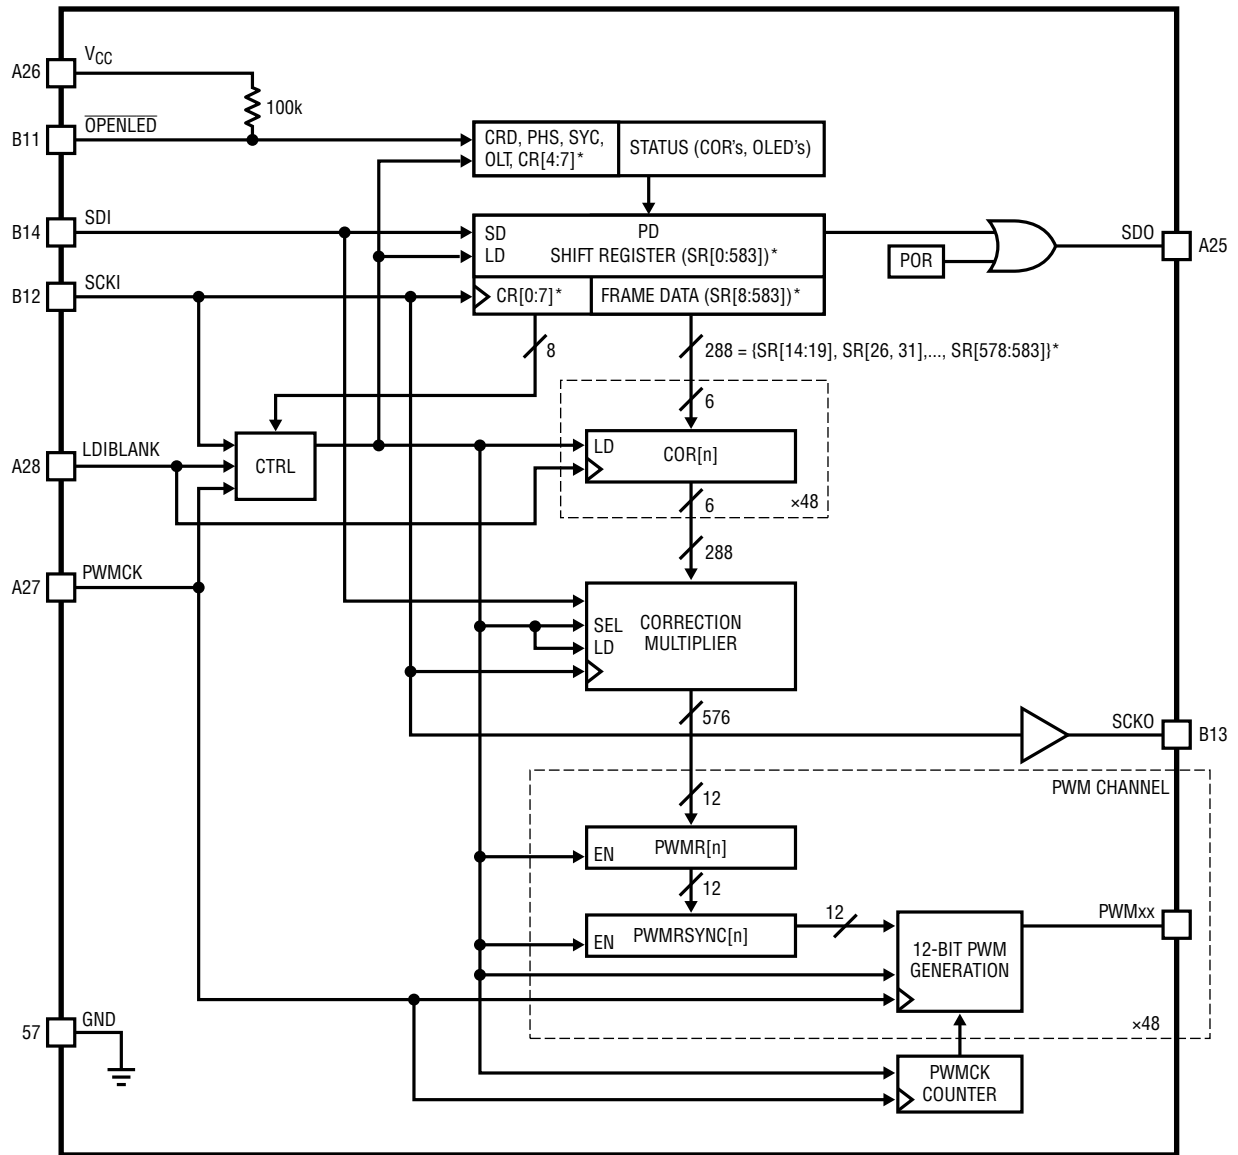 V_CC
A26
100k
B11
OPENLED
CRD, PHS, SYC,
OLT, CR[4:7]*
STATUS (COR's, OLED's)
B14
SDI
SD
LD
PD
SHIFT REGISTER (SR[0:583])*
POR
SDO
A25
B12
SCKI
CR[0:7]*
FRAME DATA (SR[8:583])*
8
288 = {SR[14:19], SR[26, 31],..., SR[578:583]}*
6
A28
LDIBLANK
CTRL
LD
COR[n]
6
×48
288
A27
PWMCK
SEL
LD
CORRECTION
MULTIPLIER
576
SCKO
B13
PWM CHANNEL
12
EN
PWMR[n]
12
EN
PWMRSYNC[n]
12
12-BIT PWM
GENERATION
PWMxx
57
GND
×48
PWMCK
COUNTER